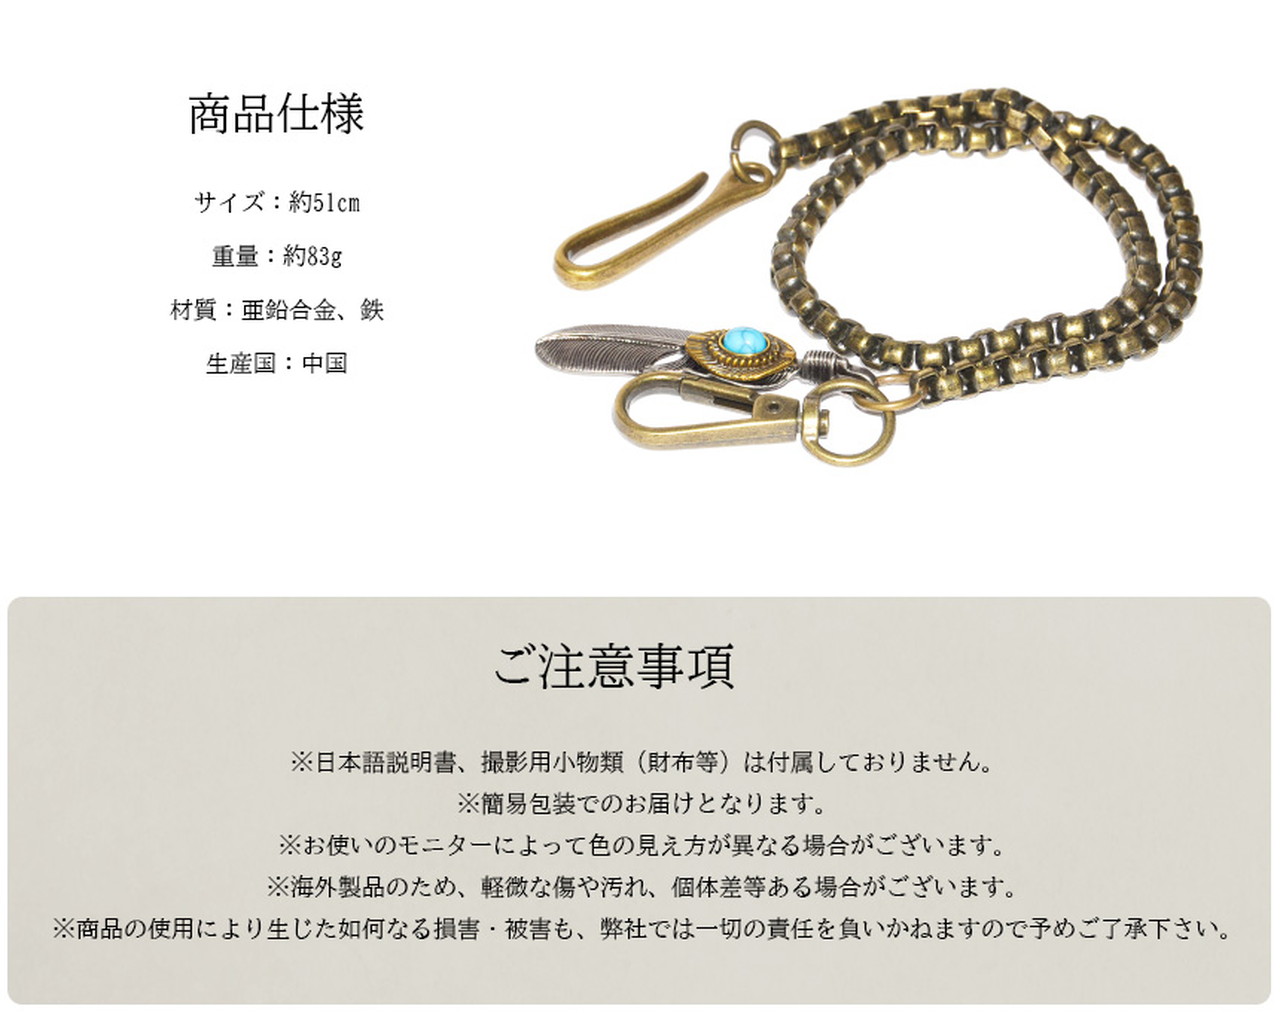 商品仕様
サイズ：約51cm
重量：約83g
材質：亜鉛合金、鉄
生産国：中国
ご注意事項
※日本語説明書、撮影用小物類（財布等）は付属しておりません。
※簡易包装でのお届けとなります。
※お使いのモニターによって色の見え方が異なる場合がございます。
※海外製品のため、軽微な傷や汚れ、個体差等ある場合がございます。
※商品の使用により生じた如何なる損害・被害も、弊社では一切の責任を負いかねますので予めご了承下さい。